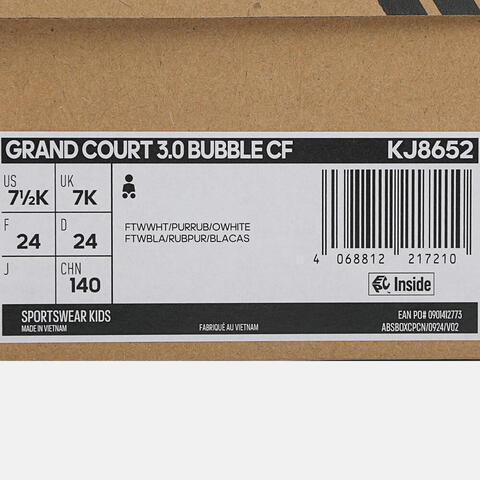 GRAND COURT 3.0 BUBBLE CF KJ8652
US 7½K UK 7K
F 24 D 24
J CHN 140
FTWWHT/PURRUB/OWHITE
FTWBLA/RUBPUR/BLACAS
4 068812 217210
Inside
SPORTSWEAR KIDS
MADE IN VIETNAM
FABRIQUÉ AU VIETNAM
EAN PO# 0901412773
ABSBOXCPCN/0924/V02